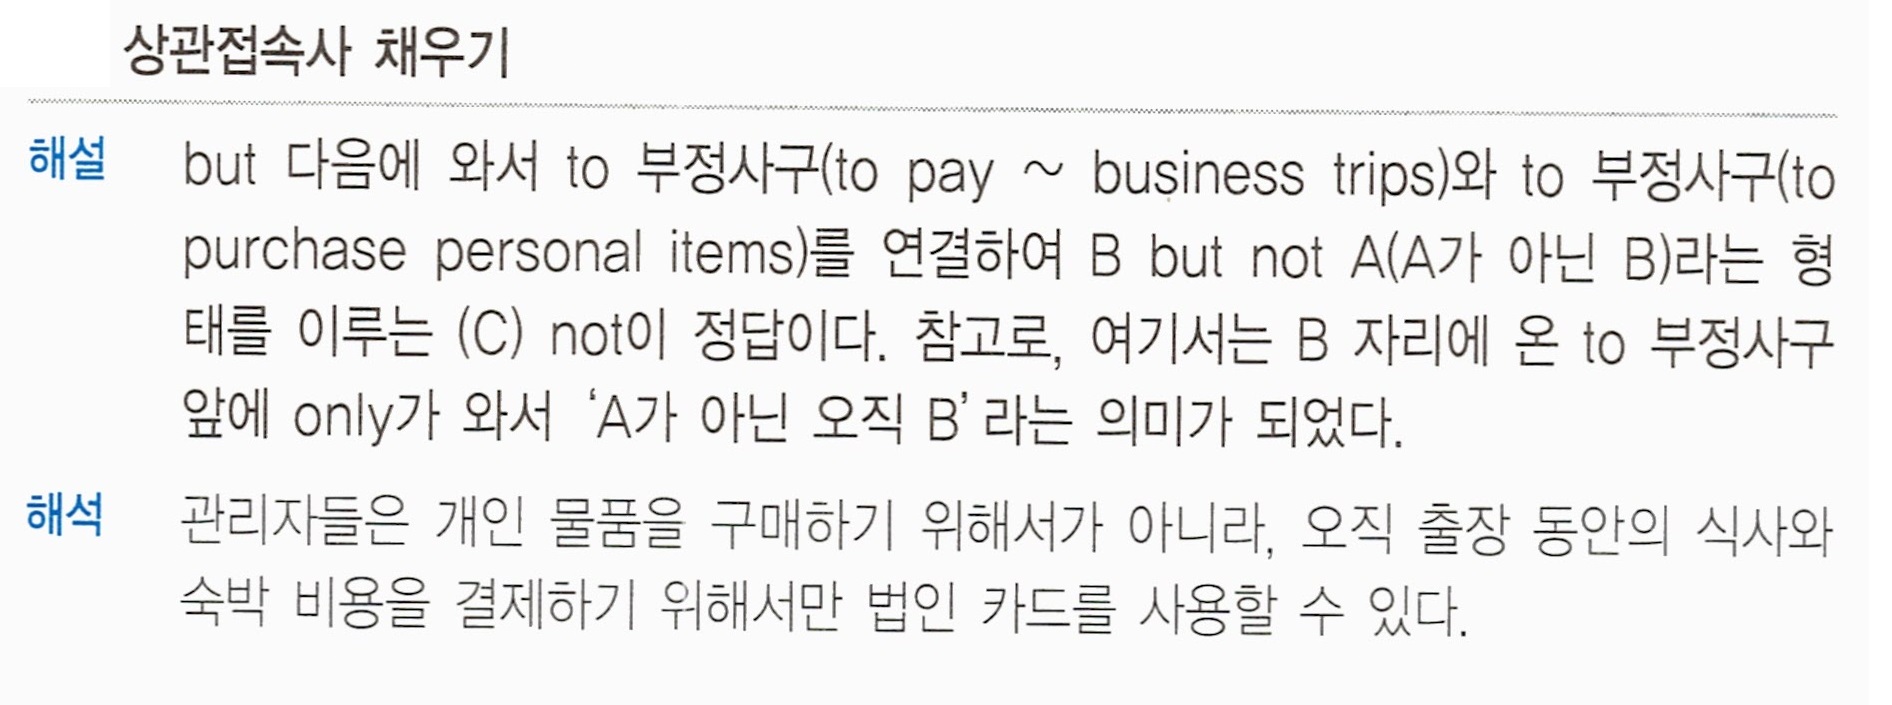 상관접속사 채우기
해설 but 다음에 와서 to 부정사구(to pay ~ business trips)와 to 부정사구(to
purchase personal items)를 연결하여 B but not A(A가 아닌 B)라는 형
태를 이루는 (C) not이 정답이다. 참고로, 여기서는 B 자리에 온 to 부정사구
앞에 only가 와서 ‘A가 아닌 오직 B’라는 의미가 되었다.
해석 관리자들은 개인 물품을 구매하기 위해서가 아니라, 오직 출장 동안의 식사와
숙박 비용을 결제하기 위해서만 법인 카드를 사용할 수 있다.